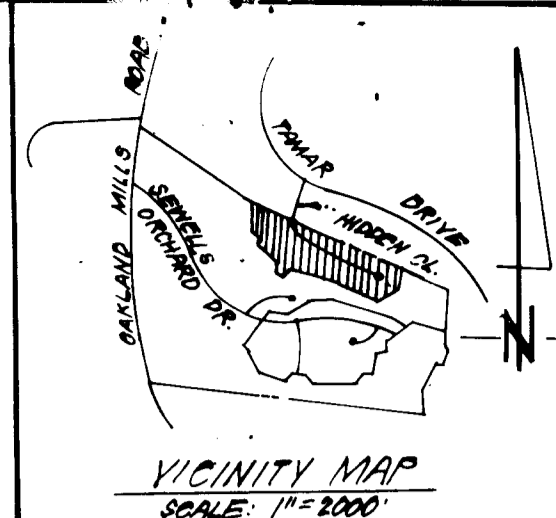 OAKLAND MILLS ROAD
SEWELLS
ORCHARD DR.
TAMAR DRIVE
HIDDEN CL.
N
VICINITY MAP
SCALE: 1"=2000'